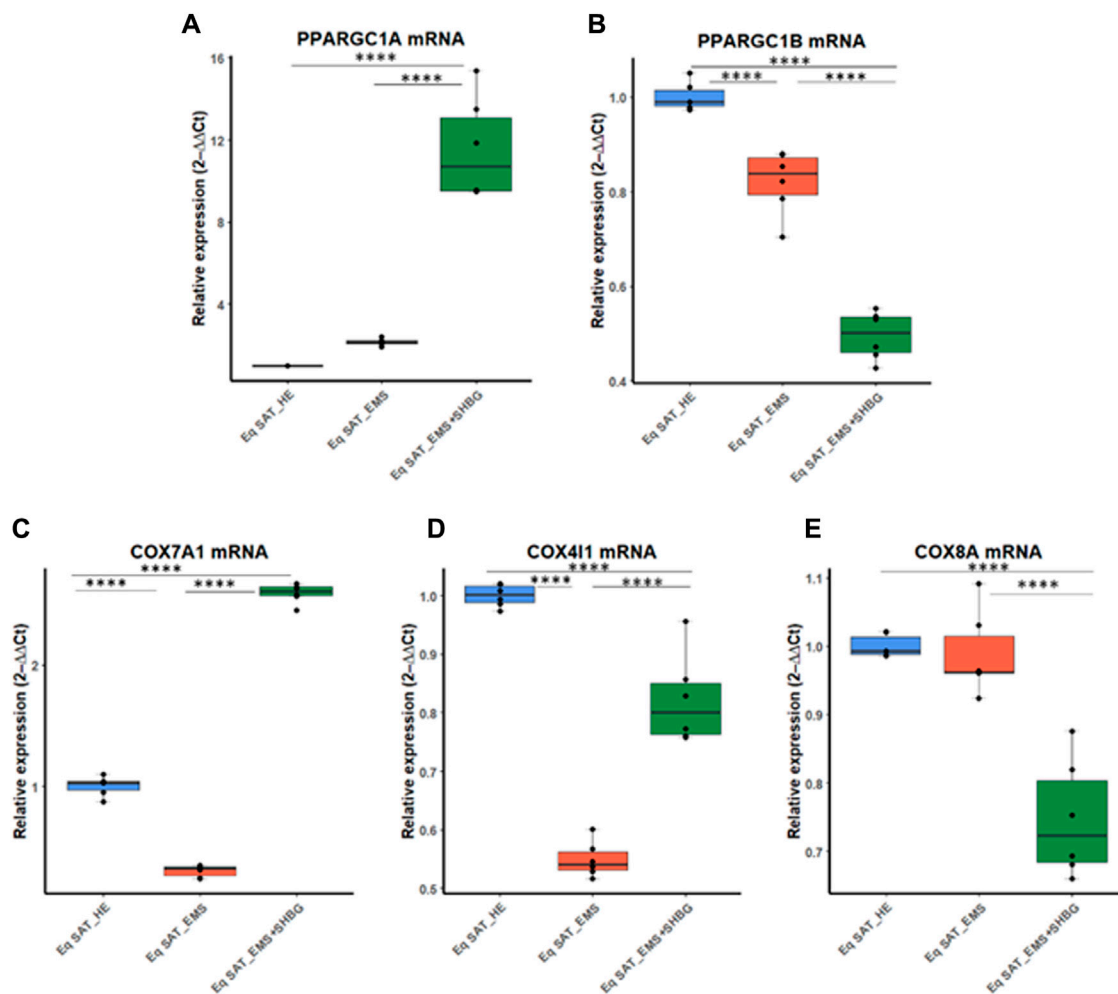 A
PPARGC1A mRNA
Relative expression (2−ΔΔCt)
16
12
8
4
****
****
Eq SAT_HE
Eq SAT_EMS
Eq SAT_EMS+SHBG
B
PPARGC1B mRNA
Relative expression (2−ΔΔCt)
1.0
0.8
0.6
0.4
****
**** ****
Eq SAT_HE
Eq SAT_EMS
Eq SAT_EMS+SHBG
C
COX7A1 mRNA
Relative expression (2−ΔΔCt)
2
1
****
**** ****
Eq SAT_HE
Eq SAT_EMS
Eq SAT_EMS+SHBG
D
COX4I1 mRNA
Relative expression (2−ΔΔCt)
1.0
0.9
0.8
0.7
0.6
0.5
****
**** ****
Eq SAT_HE
Eq SAT_EMS
Eq SAT_EMS+SHBG
E
COX8A mRNA
Relative expression (2−ΔΔCt)
1.1
1.0
0.9
0.8
0.7
****
****
Eq SAT_HE
Eq SAT_EMS
Eq SAT_EMS+SHBG